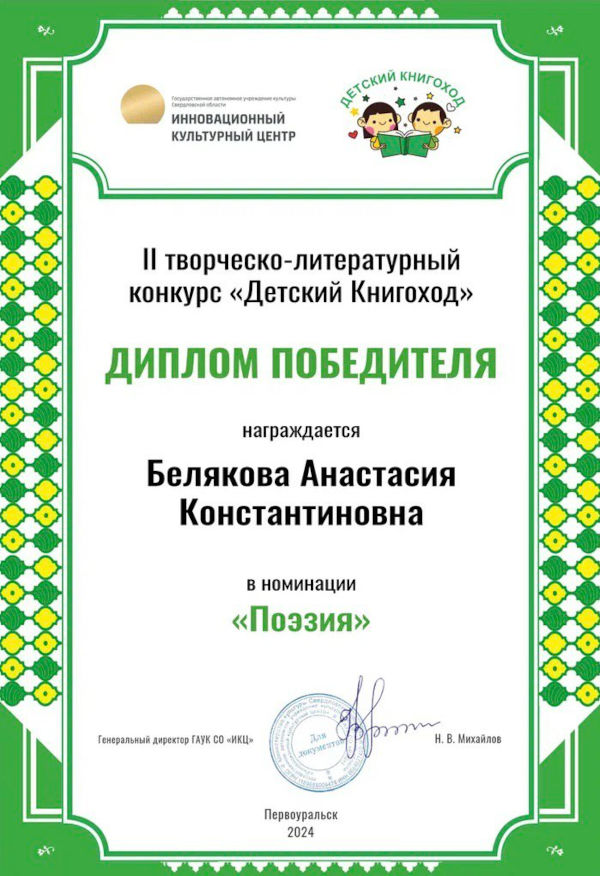 Государственное автономное учреждение культуры
Свердловской области
ИННОВАЦИОННЫЙ
КУЛЬТУРНЫЙ ЦЕНТР
ДЕТСКИЙ КНИГОХОД
II творческо-литературный
конкурс «Детский Книгоход»
ДИПЛОМ ПОБЕДИТЕЛЯ
награждается
Белякова Анастасия
Константиновна
в номинации
«Поэзия»
Генеральный директор ГАУК СО «ИКЦ»
Для
документов
Н. В. Михайлов
Первоуральск
2024